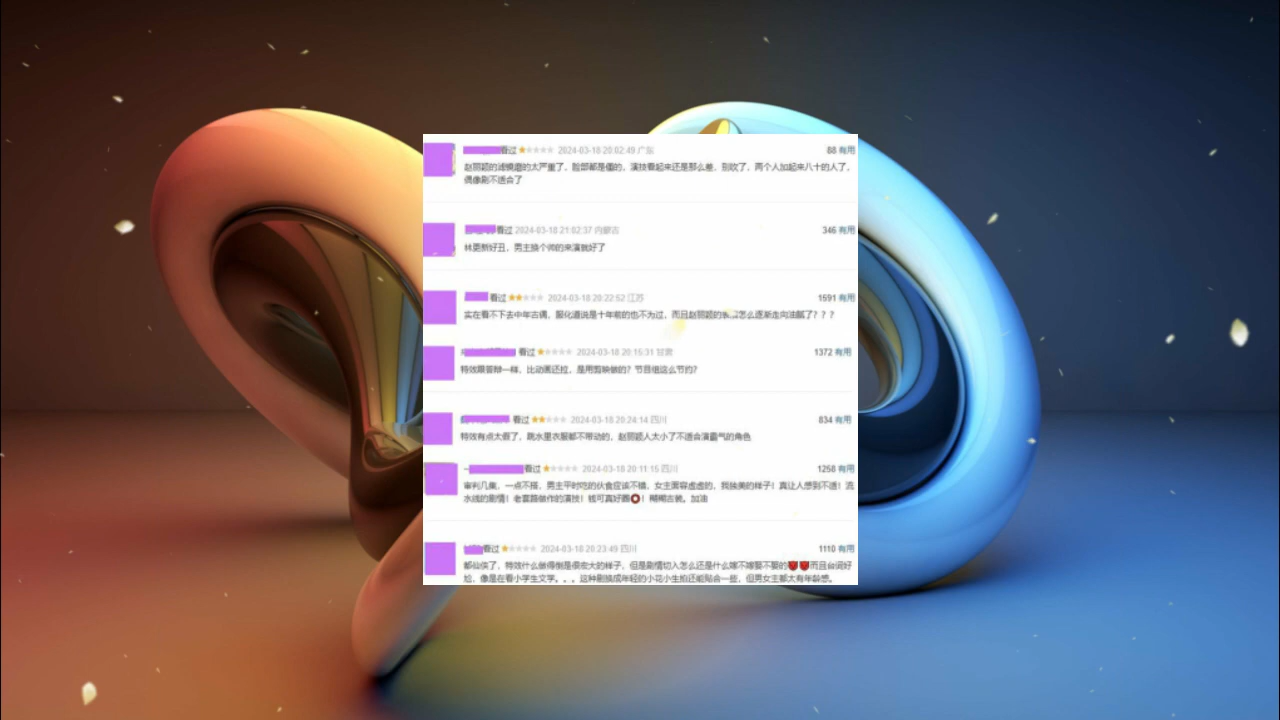 看过 2024-03-18 20:02:49 广东 88 有用
赵丽颖的滤镜磨的太严重了，脸部都是僵的，演技看起来还是那么差，别吹了，两个人加起来八十的人了，
偶像剧不适合了
看过 2024-03-18 21:02:37 内蒙古 346 有用
林更新好丑，男主换个帅的来演就好了
看过 2024-03-18 20:22:52 江苏 1591 有用
实在看不下去中年古偶，服化道说是十年前的也不为过，而且赵丽颖的 怎么逐渐走向油腻了？？？
看过 2024-03-18 20:15:31 甘肃 1372 有用
特效跟答辩一样，比动画还拉，是用剪映做的？节目组这么节约？
看过 2024-03-18 20:24:14 四川 834 有用
特效有点太假了，跳水里衣服都不带动的，赵丽颖人太小了不适合演霸气的角色
看过 2024-03-18 20:11:15 四川 1258 有用
审判几集，一点不搭，男主平时吃的伙食应该不错，女主面容虚虚的，我独美的样子！真让人感到不适！流
水线的剧情！老套路做作的演技！钱可真好圈⭕！糊糊古装。加油
看过 2024-03-18 20:23:49 四川 1110 有用
都仙侠了，特效什么做得倒是很宏大的样子，但是剧情切入怎么还是什么嫁不嫁娶不娶的👹👹而且台词好
尬，像是在看小学生文学。。。这种剧换成年轻的小花小生拍还能贴合一些，但男女主都太有年龄感。